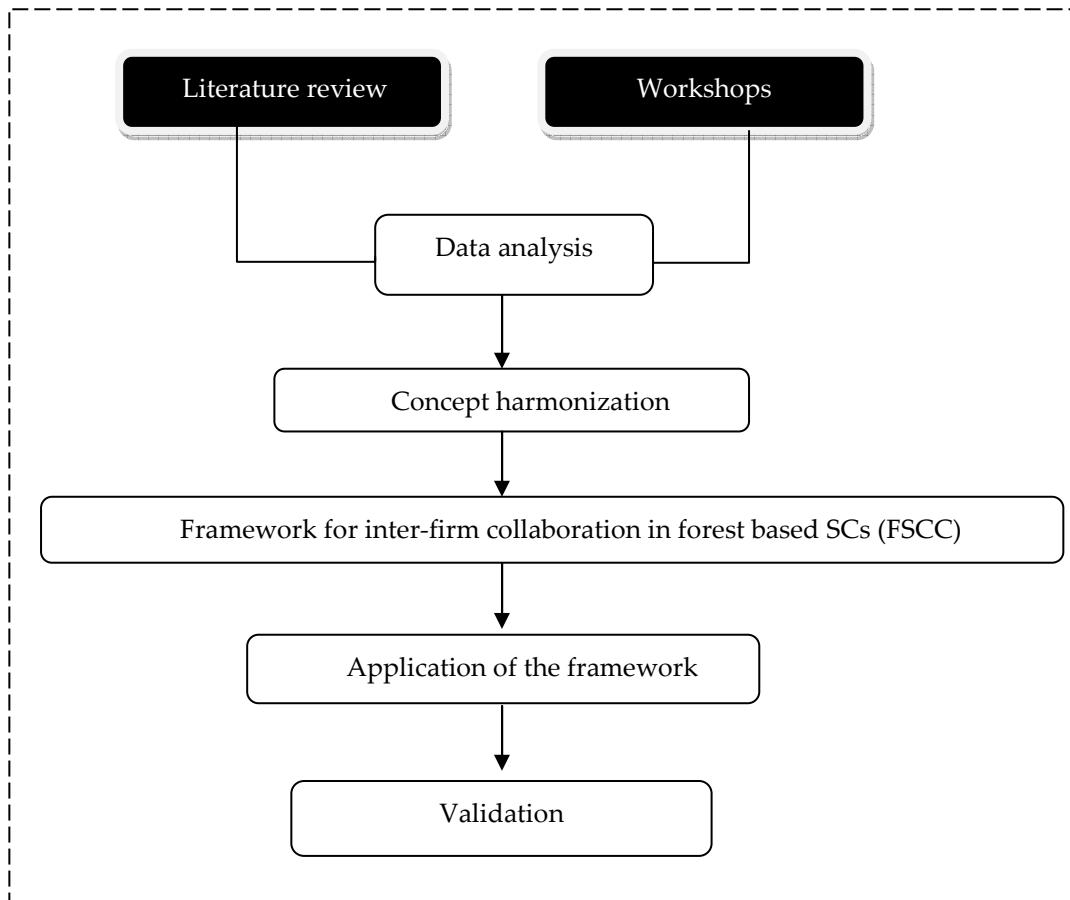 Literature review
Workshops
Data analysis
Concept harmonization
Framework for inter-firm collaboration in forest based SCs (FSCC)
Application of the framework
Validation